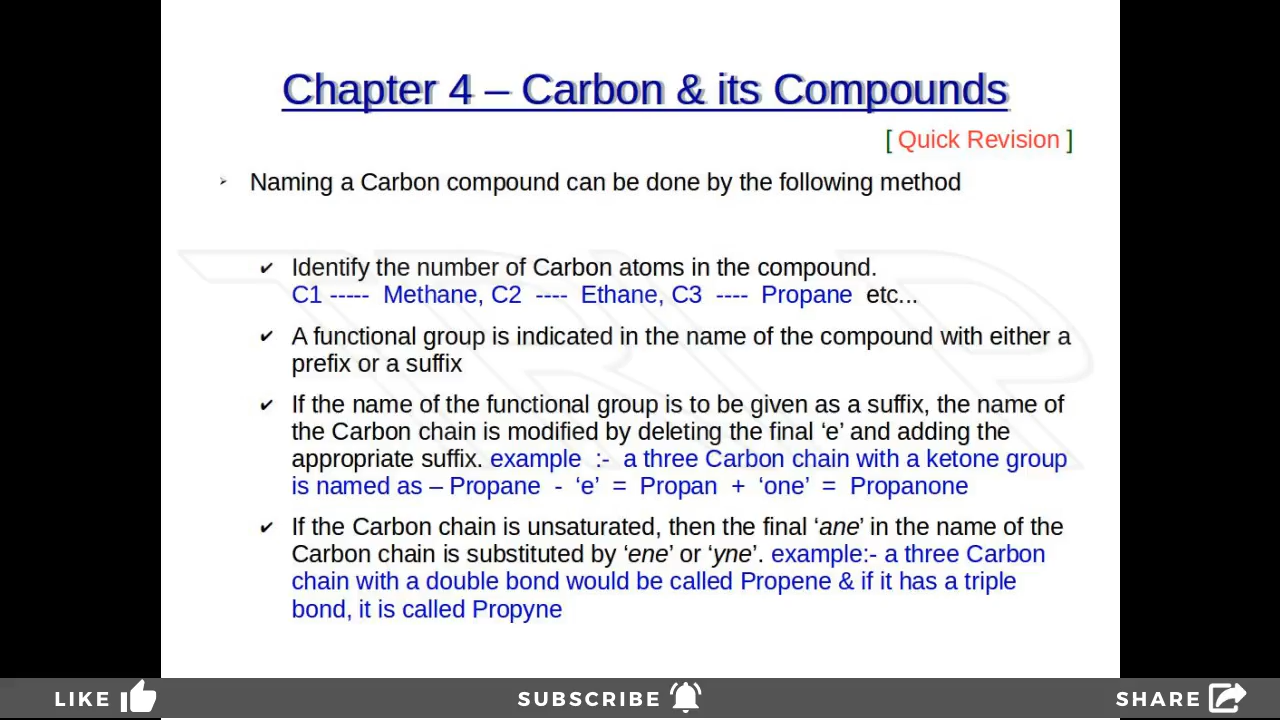 Chapter 4 – Carbon & its Compounds
[ Quick Revision ]
➢ Naming a Carbon compound can be done by the following method
✔ Identify the number of Carbon atoms in the compound.
C1 ----- Methane, C2 ---- Ethane, C3 ---- Propane etc...
✔ A functional group is indicated in the name of the compound with either a
prefix or a suffix
✔ If the name of the functional group is to be given as a suffix, the name of
the Carbon chain is modified by deleting the final ‘e’ and adding the
appropriate suffix. example :- a three Carbon chain with a ketone group
is named as – Propane - ‘e’ = Propan + ‘one’ = Propanone
✔ If the Carbon chain is unsaturated, then the final ‘ane’ in the name of the
Carbon chain is substituted by ‘ene’ or ‘yne’. example:- a three Carbon
chain with a double bond would be called Propene & if it has a triple
bond, it is called Propyne
LIKE SUBSCRIBE SHARE